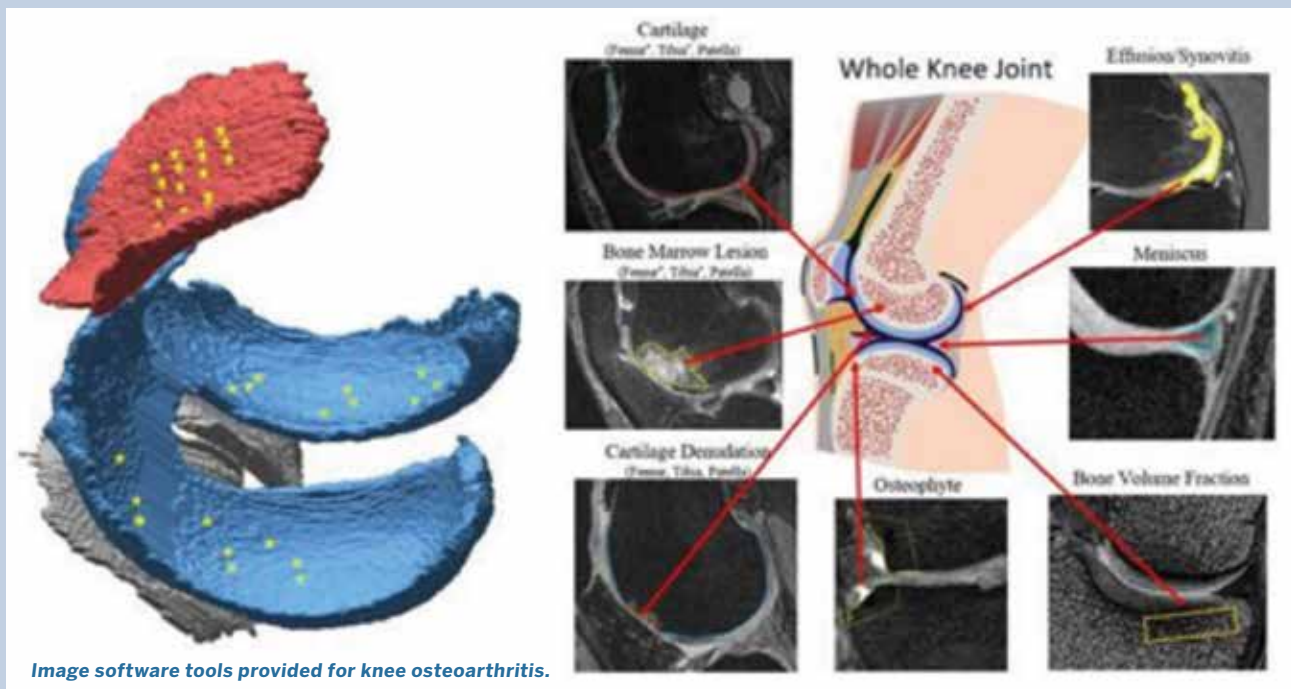 Cartilage
(Femur*, Tibia*, Patella)
Whole Knee Joint
Effusion/Synovitis
Bone Marrow Lesion
(Femur*, Tibia*, Patella)
Meniscus
Cartilage Denudation
(Femur, Tibia, Patella)
Osteophyte
Bone Volume Fraction
Image software tools provided for knee osteoarthritis.